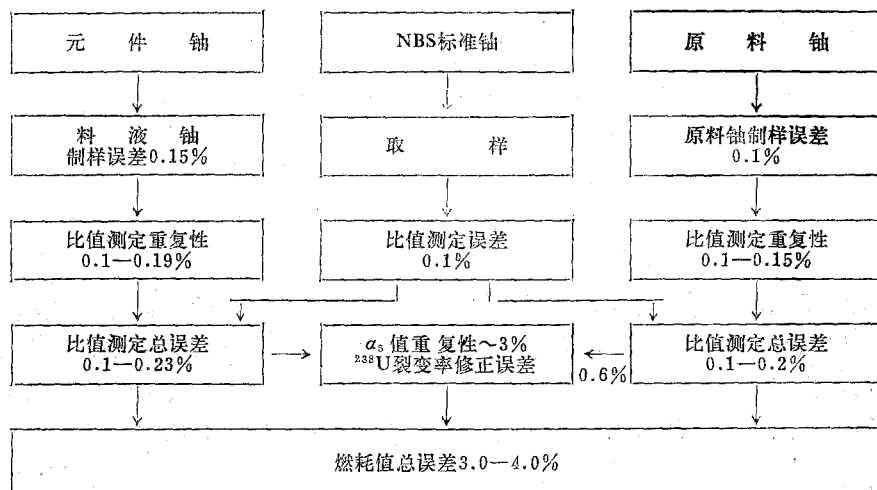 元件铀
NBS标准铀
原料铀
料液铀
制样误差0.15%
取样
原料铀制样误差
0.1%
比值测定重复性
0.1—0.19%
比值测定误差
0.1%
比值测定重复性
0.1—0.15%
比值测定总误差
0.1—0.23%
α₅值重复性～3%
²³⁸U裂变率修正误差
0.6%
比值测定总误差
0.1—0.2%
燃耗值总误差3.0—4.0%